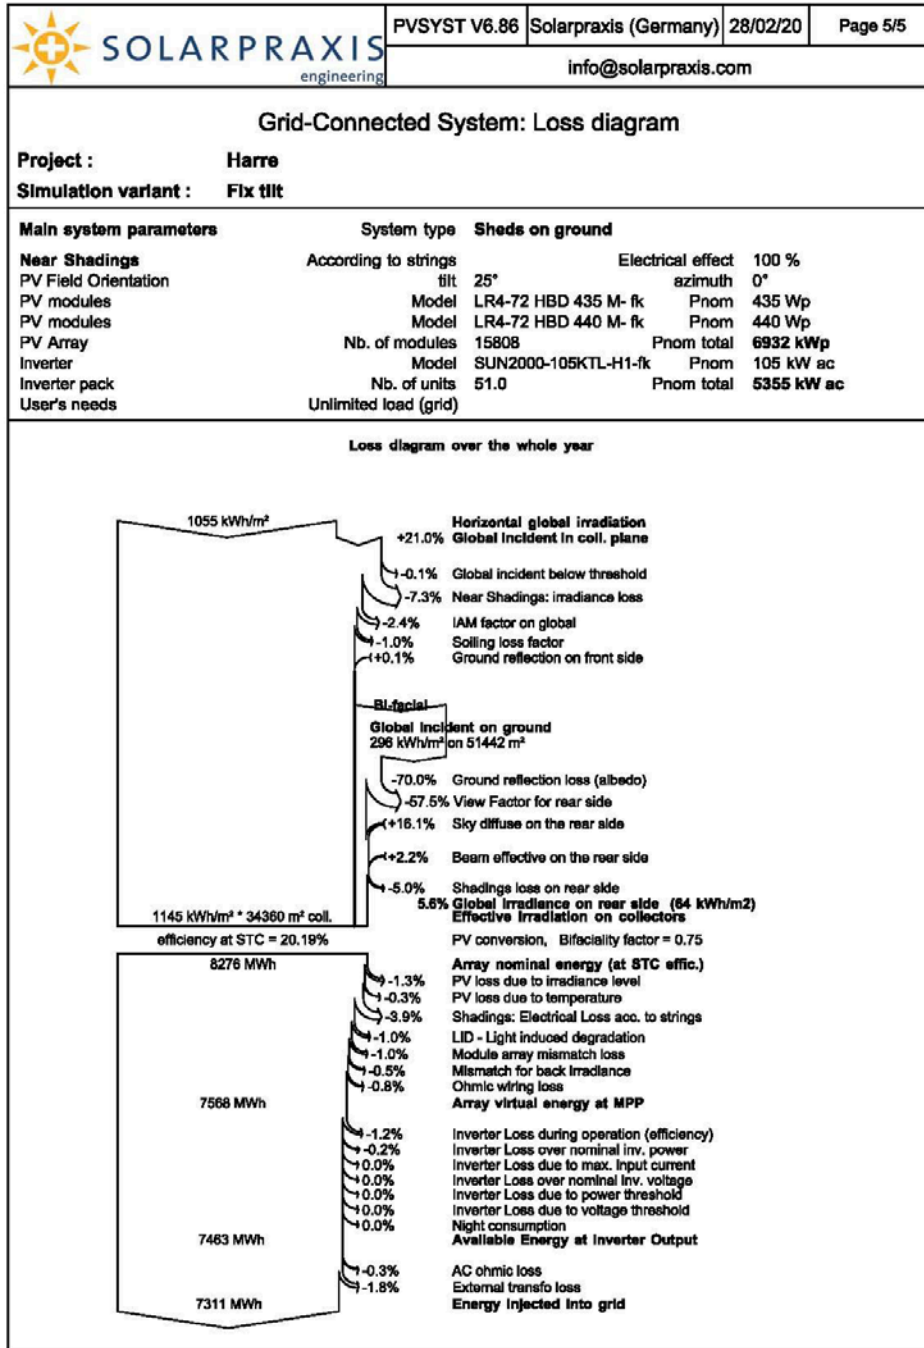 SOLARPRAXIS
engineering
PVSYST V6.86 Solarpraxis (Germany) 28/02/20 Page 5/5
info@solarpraxis.com
Grid-Connected System: Loss diagram
Project : Harre
Simulation variant : Fix tilt
Main system parameters System type Sheds on ground
Near Shadings According to strings Electrical effect 100 %
PV Field Orientation tilt 25° azimuth 0°
PV modules Model LR4-72 HBD 435 M- fk Pnom 435 Wp
PV modules Model LR4-72 HBD 440 M- fk Pnom 440 Wp
PV Array Nb. of modules 15808 Pnom total 6932 kWp
Inverter Model SUN2000-105KTL-H1-fk Pnom 105 kW ac
Inverter pack Nb. of units 51.0 Pnom total 5355 kW ac
User's needs Unlimited load (grid)
Loss diagram over the whole year
1055 kWh/m² Horizontal global irradiation
+21.0% Global incident in coll. plane
-0.1% Global incident below threshold
-7.3% Near Shadings: irradiance loss
-2.4% IAM factor on global
-1.0% Soiling loss factor
+0.1% Ground reflection on front side
Bi-facial
Global incident on ground
296 kWh/m² on 51442 m²
-70.0% Ground reflection loss (albedo)
-57.5% View Factor for rear side
+16.1% Sky diffuse on the rear side
+2.2% Beam effective on the rear side
-5.0% Shadings loss on rear side
5.6% Global Irradiance on rear side (64 kWh/m2)
1145 kWh/m² * 34360 m² coll. Effective irradiation on collectors
efficiency at STC = 20.19% PV conversion, Bifaciality factor = 0.75
8276 MWh Array nominal energy (at STC effic.)
-1.3% PV loss due to irradiance level
-0.3% PV loss due to temperature
-3.9% Shadings: Electrical Loss acc. to strings
-1.0% LID - Light induced degradation
-1.0% Module array mismatch loss
-0.5% Mismatch for back irradiance
-0.8% Ohmic wiring loss
7568 MWh Array virtual energy at MPP
-1.2% Inverter Loss during operation (efficiency)
-0.2% Inverter Loss over nominal inv. power
0.0% Inverter Loss due to max. input current
0.0% Inverter Loss over nominal inv. voltage
0.0% Inverter Loss due to power threshold
0.0% Inverter Loss due to voltage threshold
0.0% Night consumption
7463 MWh Available Energy at Inverter Output
-0.3% AC ohmic loss
-1.8% External transfo loss
7311 MWh Energy injected into grid